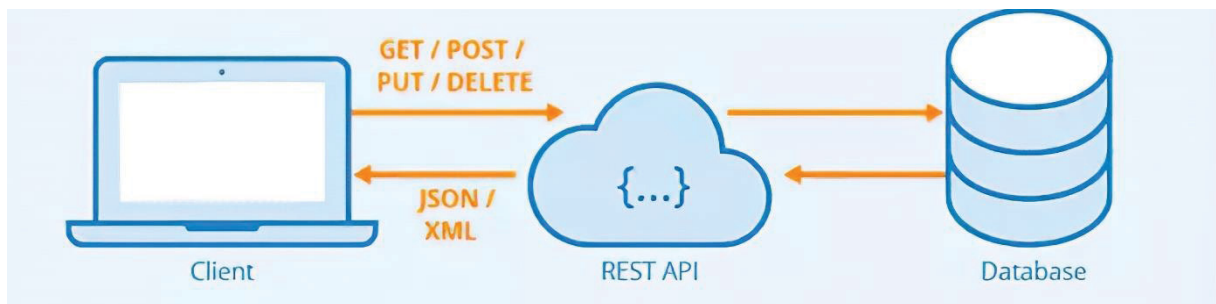 GET / POST /
PUT / DELETE
{...}
JSON /
XML
Client
REST API
Database